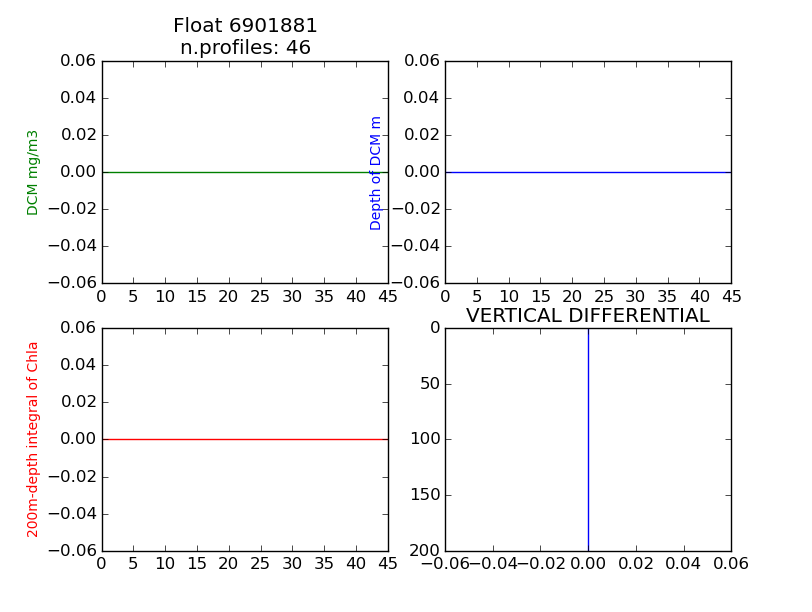 Float 6901881
n.profiles: 46
0.06
0.04
0.02
0.00
−0.02
−0.04
−0.06
DCM mg/m3
0 5 10 15 20 25 30 35 40 45
0.06
0.04
0.02
0.00
−0.02
−0.04
−0.06
Depth of DCM m
0 5 10 15 20 25 30 35 40 45
0.06
0.04
0.02
0.00
−0.02
−0.04
−0.06
200m-depth integral of Chla
0 5 10 15 20 25 30 35 40 45
VERTICAL DIFFERENTIAL
0
50
100
150
200
−0.06 −0.04 −0.02 0.00 0.02 0.04 0.06